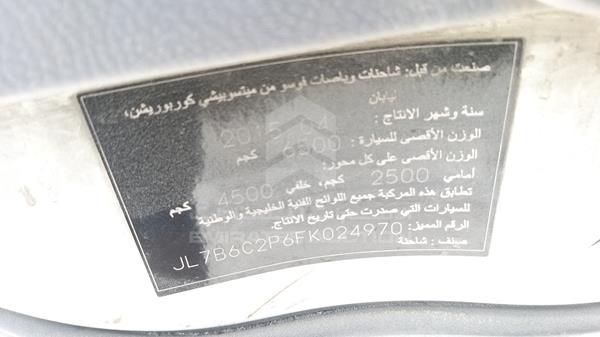 صنعت من قبل: شاحنات وباصات فوسو من ميتسوبيشي كوربوريشن،
يابان
سنة وشهر الانتاج: 2015 04
الوزن الأقصى للسيارة: 6500 كجم
الوزن الأقصى على كل محور:
أمامي 2500 كجم، خلفي 4500 كجم
تطابق هذه المركبة جميع اللوائح الفنية الخليجية والوطنية
للسيارات التي صدرت حتى تاريخ الانتاج.
الرقم المميز: JL7B6C2P6FK024970
صنف: شاحنة